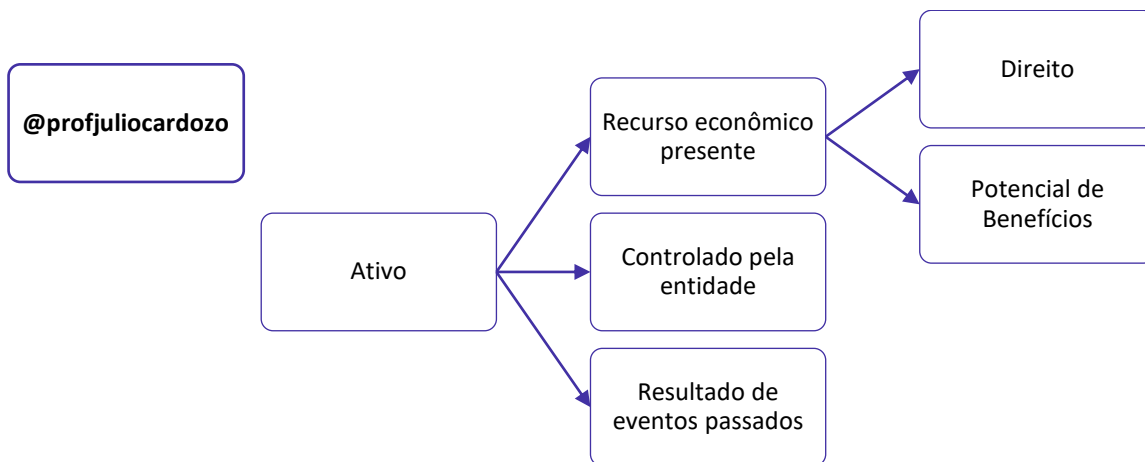 @profjuliocardozo
Ativo
Recurso econômico
presente
Controlado pela
entidade
Resultado de
eventos passados
Direito
Potencial de
Benefícios